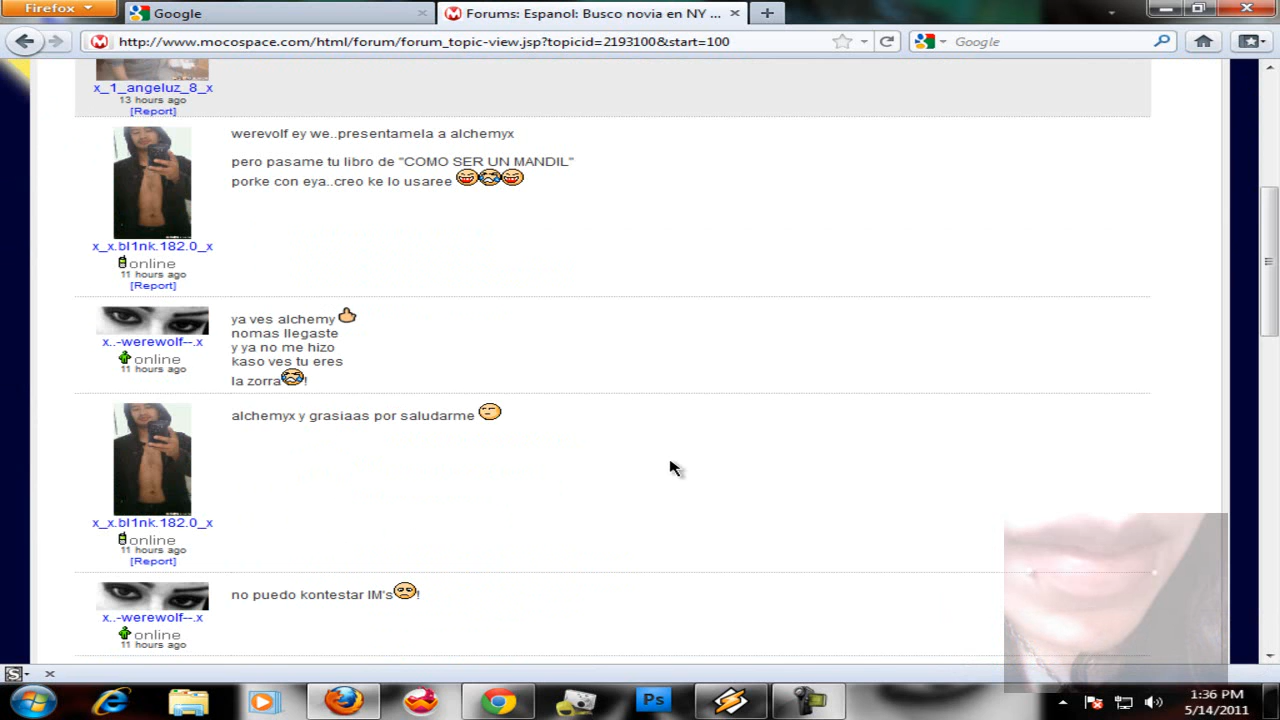 Firefox
Google
Forums: Espanol: Busco novia en NY ...
http://www.mocospace.com/html/forum/forum_topic-view.jsp?topicid=2193100&start=100
Google
x_1_angeluz_8_x
13 hours ago
[Report]
werevolf ey we..presentamela a alchemyx
pero pasame tu libro de "COMO SER UN MANDIL"
porke con eya..creo ke lo usaree
x_x.bl1nk.182.0_x
online
11 hours ago
[Report]
ya ves alchemy
nomas llegaste
y ya no me hizo
kaso ves tu eres
la zorra !
x..-werewolf--.x
online
11 hours ago
alchemyx y grasiaas por saludarme
x_x.bl1nk.182.0_x
online
11 hours ago
[Report]
no puedo kontestar IM's !
x..-werewolf--.x
online
11 hours ago
S
Ps
1:36 PM
5/14/2011